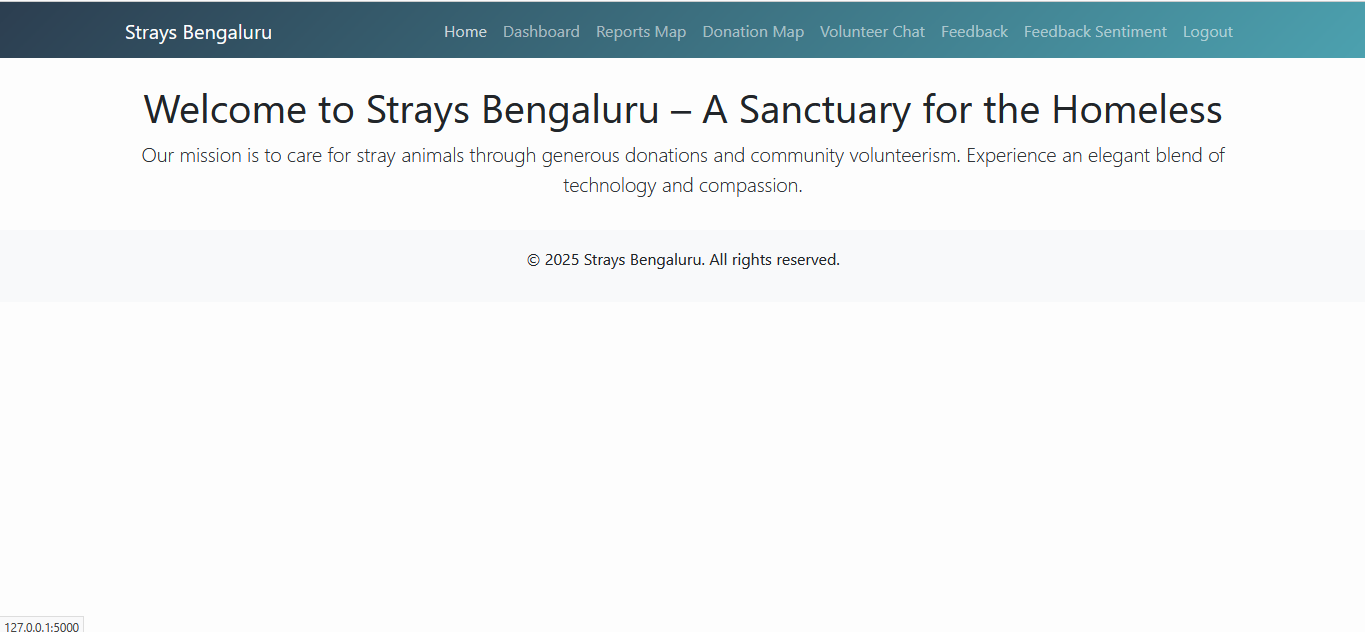 Strays Bengaluru Home Dashboard Reports Map Donation Map Volunteer Chat Feedback Feedback Sentiment Logout
Welcome to Strays Bengaluru – A Sanctuary for the Homeless
Our mission is to care for stray animals through generous donations and community volunteerism. Experience an elegant blend of
technology and compassion.
© 2025 Strays Bengaluru. All rights reserved.
127.0.0.1:5000